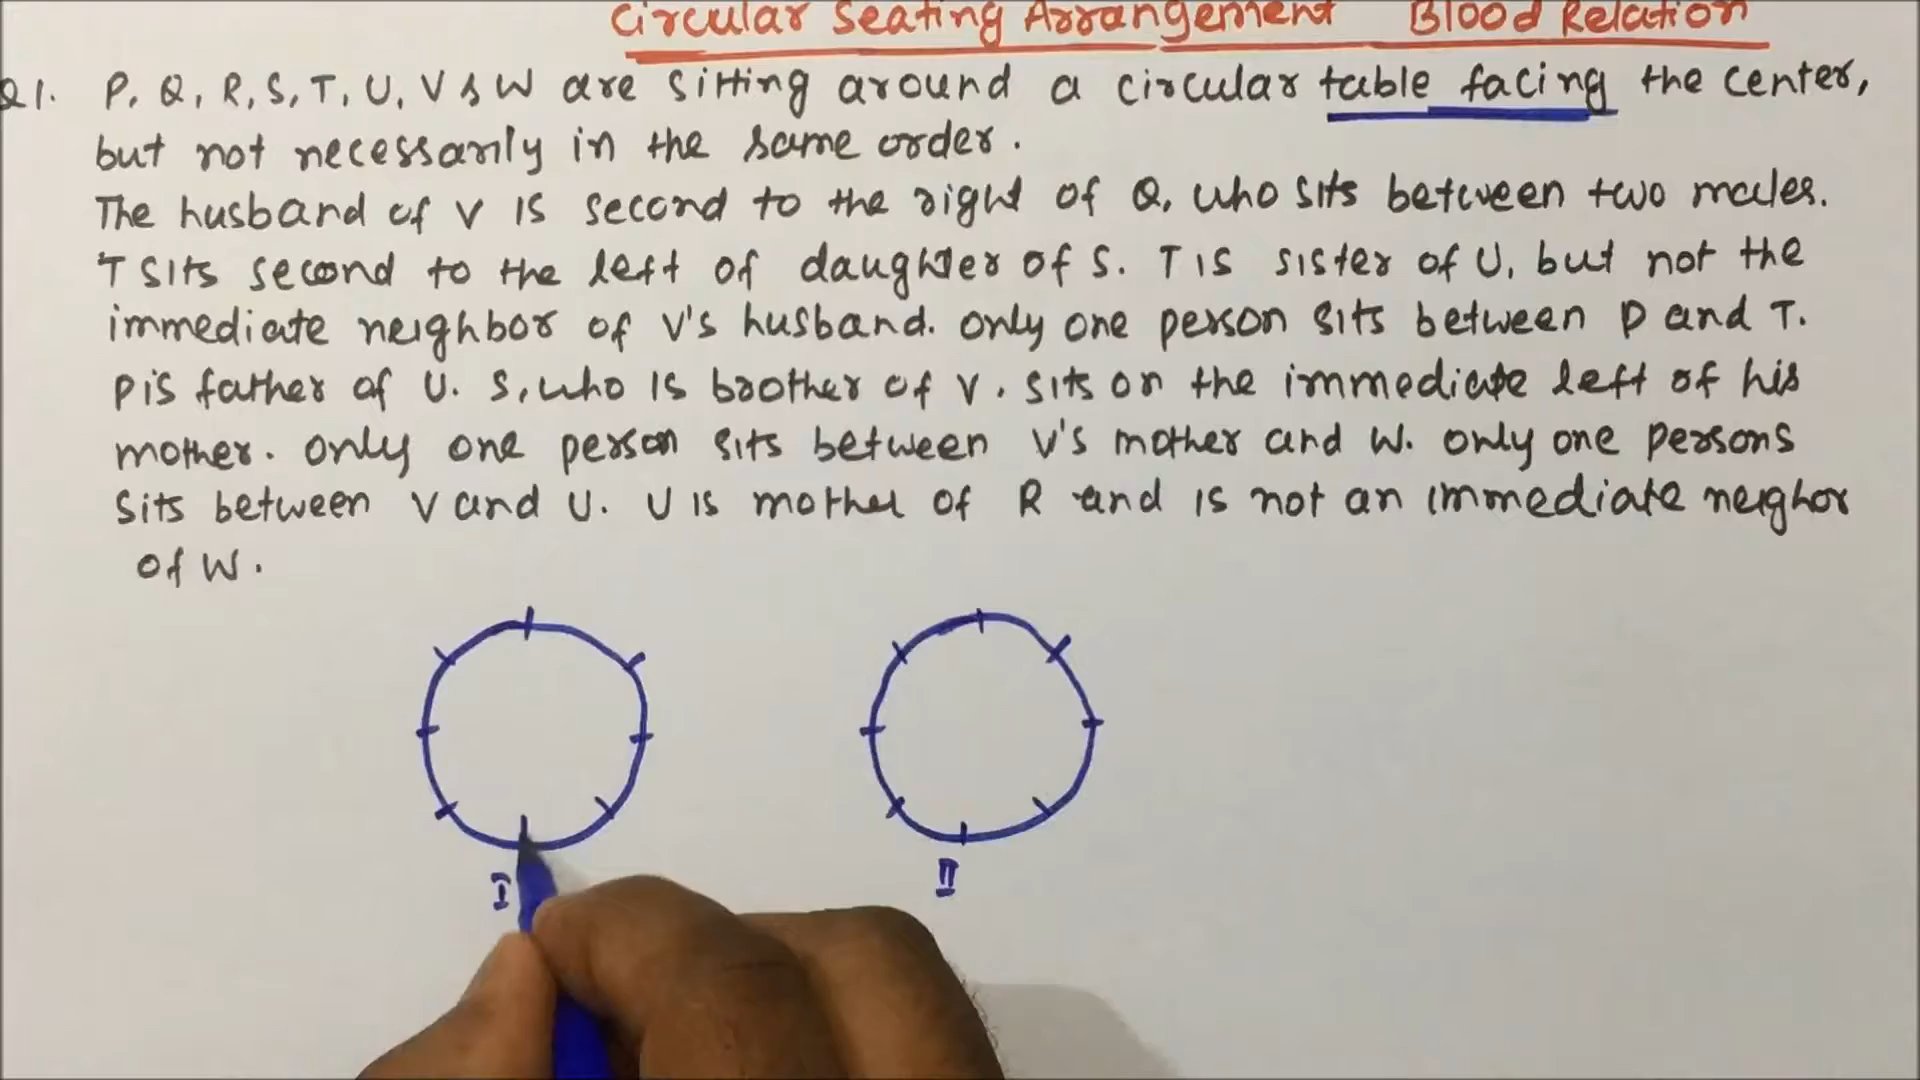 Circular Seating Arrangement Blood Relation
Q1. P, Q, R, S, T, U, V & W are sitting around a circular table facing the center,
but not necessarily in the same order.
The husband of V is second to the right of Q, who sits between two males.
T sits second to the left of daughter of S. T is sister of U, but not the
immediate neighbor of V's husband. only one person sits between P and T.
P is father of U. S, who is brother of V. sits on the immediate left of his
mother. only one person sits between V's mother and W. only one persons
sits between V and U. U is mother of R and is not an immediate neighor
of W.
I II